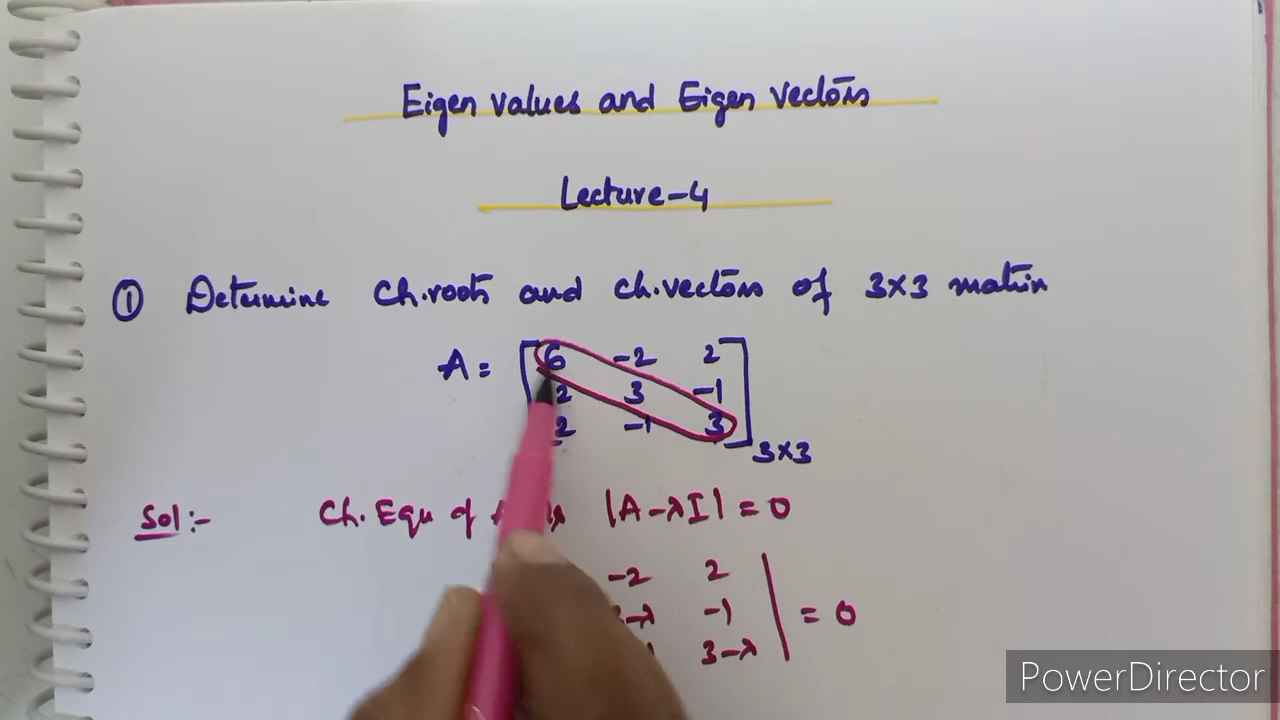 Eigen values and Eigen Vectors
Lecture-4
① Determine Ch.roots and ch.vectors of 3×3 matrix
A = [6 -2 2
2 3 -1
2 -1 3] 3×3
Sol:- Ch. Equ of |A-λI| = 0
-2 2
-λ -1 = 0
3-λ
PowerDirector